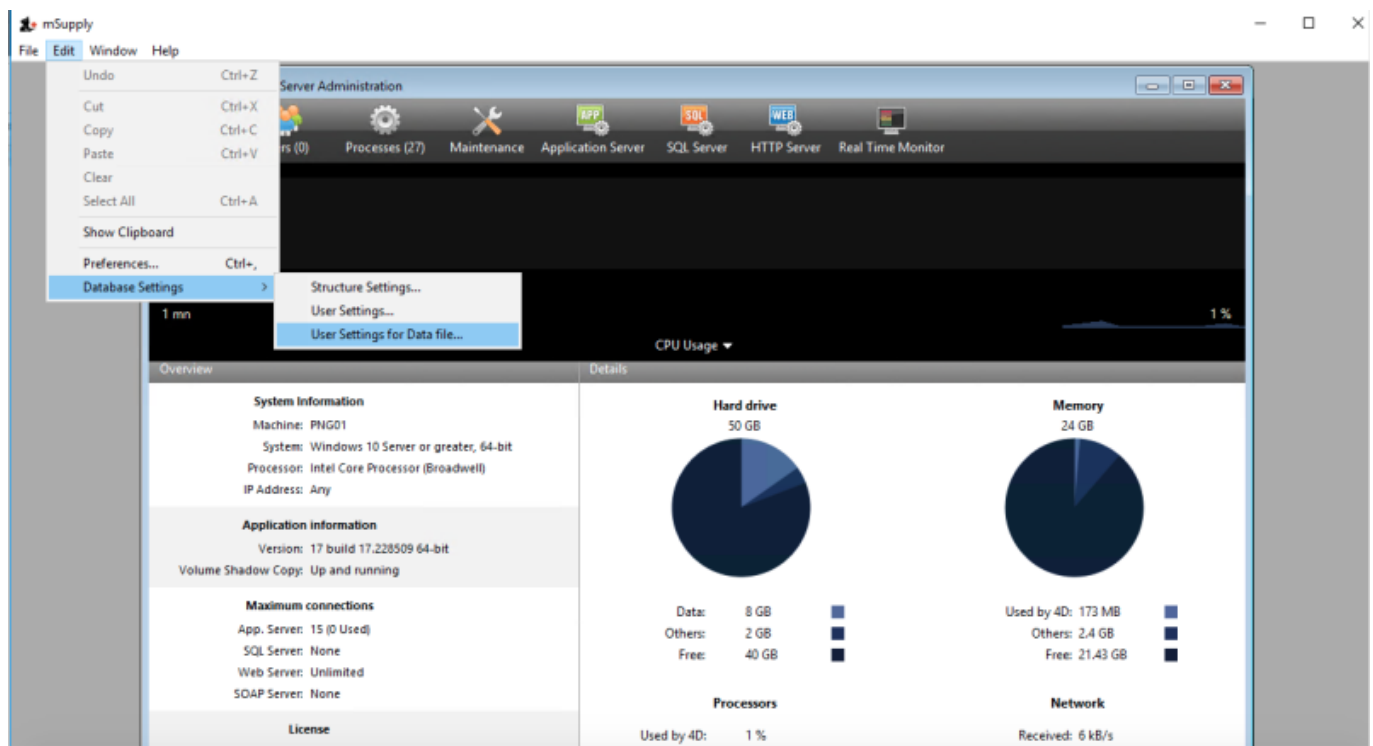 mSupply
File Edit Window Help
Undo Ctrl+Z
Cut Ctrl+X
Copy Ctrl+C
Paste Ctrl+V
Clear
Select All Ctrl+A
Show Clipboard
Preferences... Ctrl+,
Database Settings >
Structure Settings...
User Settings...
User Settings for Data file...
Server Administration
rs (0) Processes (27) Maintenance Application Server SQL Server HTTP Server Real Time Monitor
APP SQL WEB
1 mn 1 %
CPU Usage
Overview
System Information
Machine: PNG01
System: Windows 10 Server or greater, 64-bit
Processor: Intel Core Processor (Broadwell)
IP Address: Any
Application information
Version: 17 build 17.228509 64-bit
Volume Shadow Copy: Up and running
Maximum connections
App. Server: 15 (0 Used)
SQL Server: None
Web Server: Unlimited
SOAP Server: None
License
Details
Hard drive
50 GB
Data: 8 GB
Others: 2 GB
Free: 40 GB
Memory
24 GB
Used by 4D: 173 MB
Others: 2.4 GB
Free: 21.43 GB
Processors
Used by 4D: 1 %
Network
Received: 6 kB/s